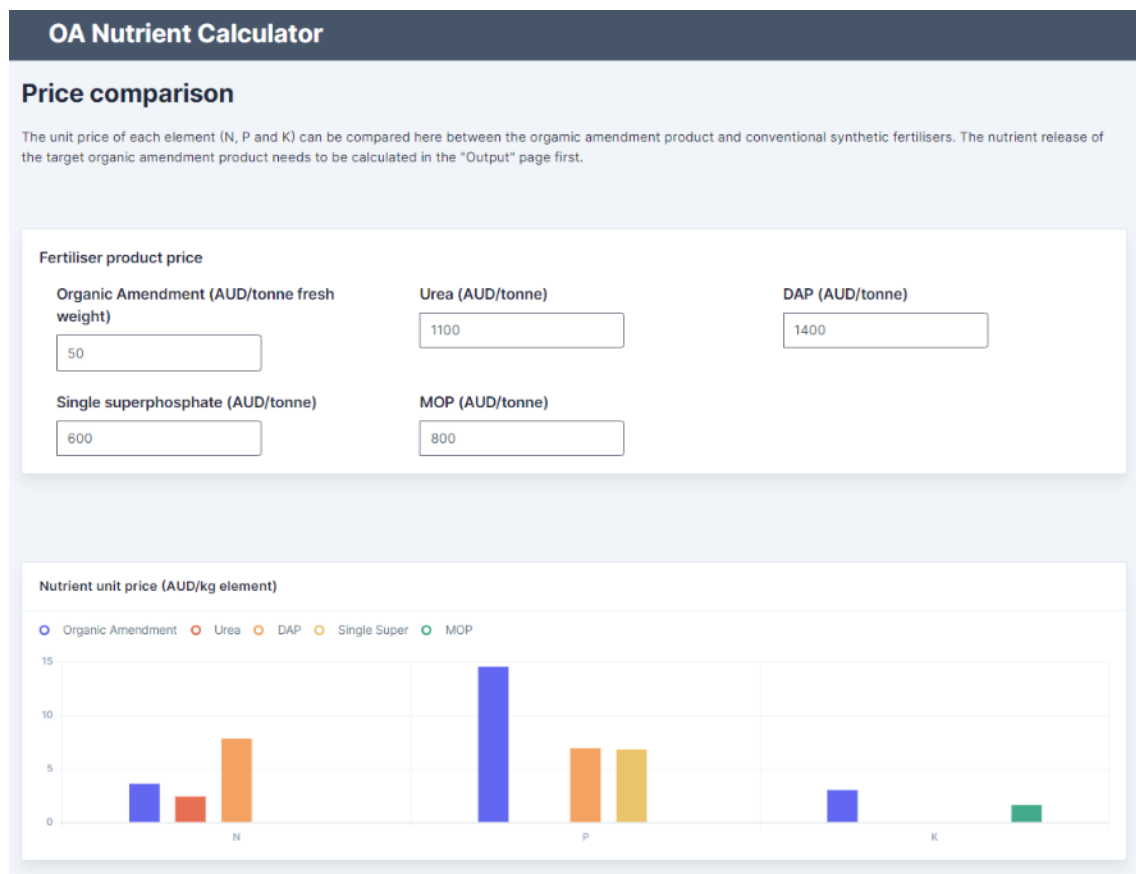 OA Nutrient Calculator
Price comparison
The unit price of each element (N, P and K) can be compared here between the orgamic amendment product and conventional synthetic fertilisers. The nutrient release of
the target organic amendment product needs to be calculated in the "Output" page first.
Fertiliser product price
Organic Amendment (AUD/tonne fresh
weight)
50
Urea (AUD/tonne)
1100
DAP (AUD/tonne)
1400
Single superphosphate (AUD/tonne)
600
MOP (AUD/tonne)
800
Nutrient unit price (AUD/kg element)
Organic Amendment Urea DAP Single Super MOP
15
10
5
0
N P K